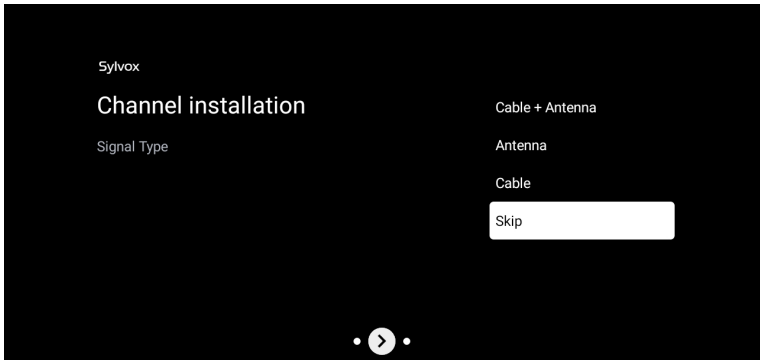 Sylvox
Channel installation
Signal Type
Cable + Antenna
Antenna
Cable
Skip